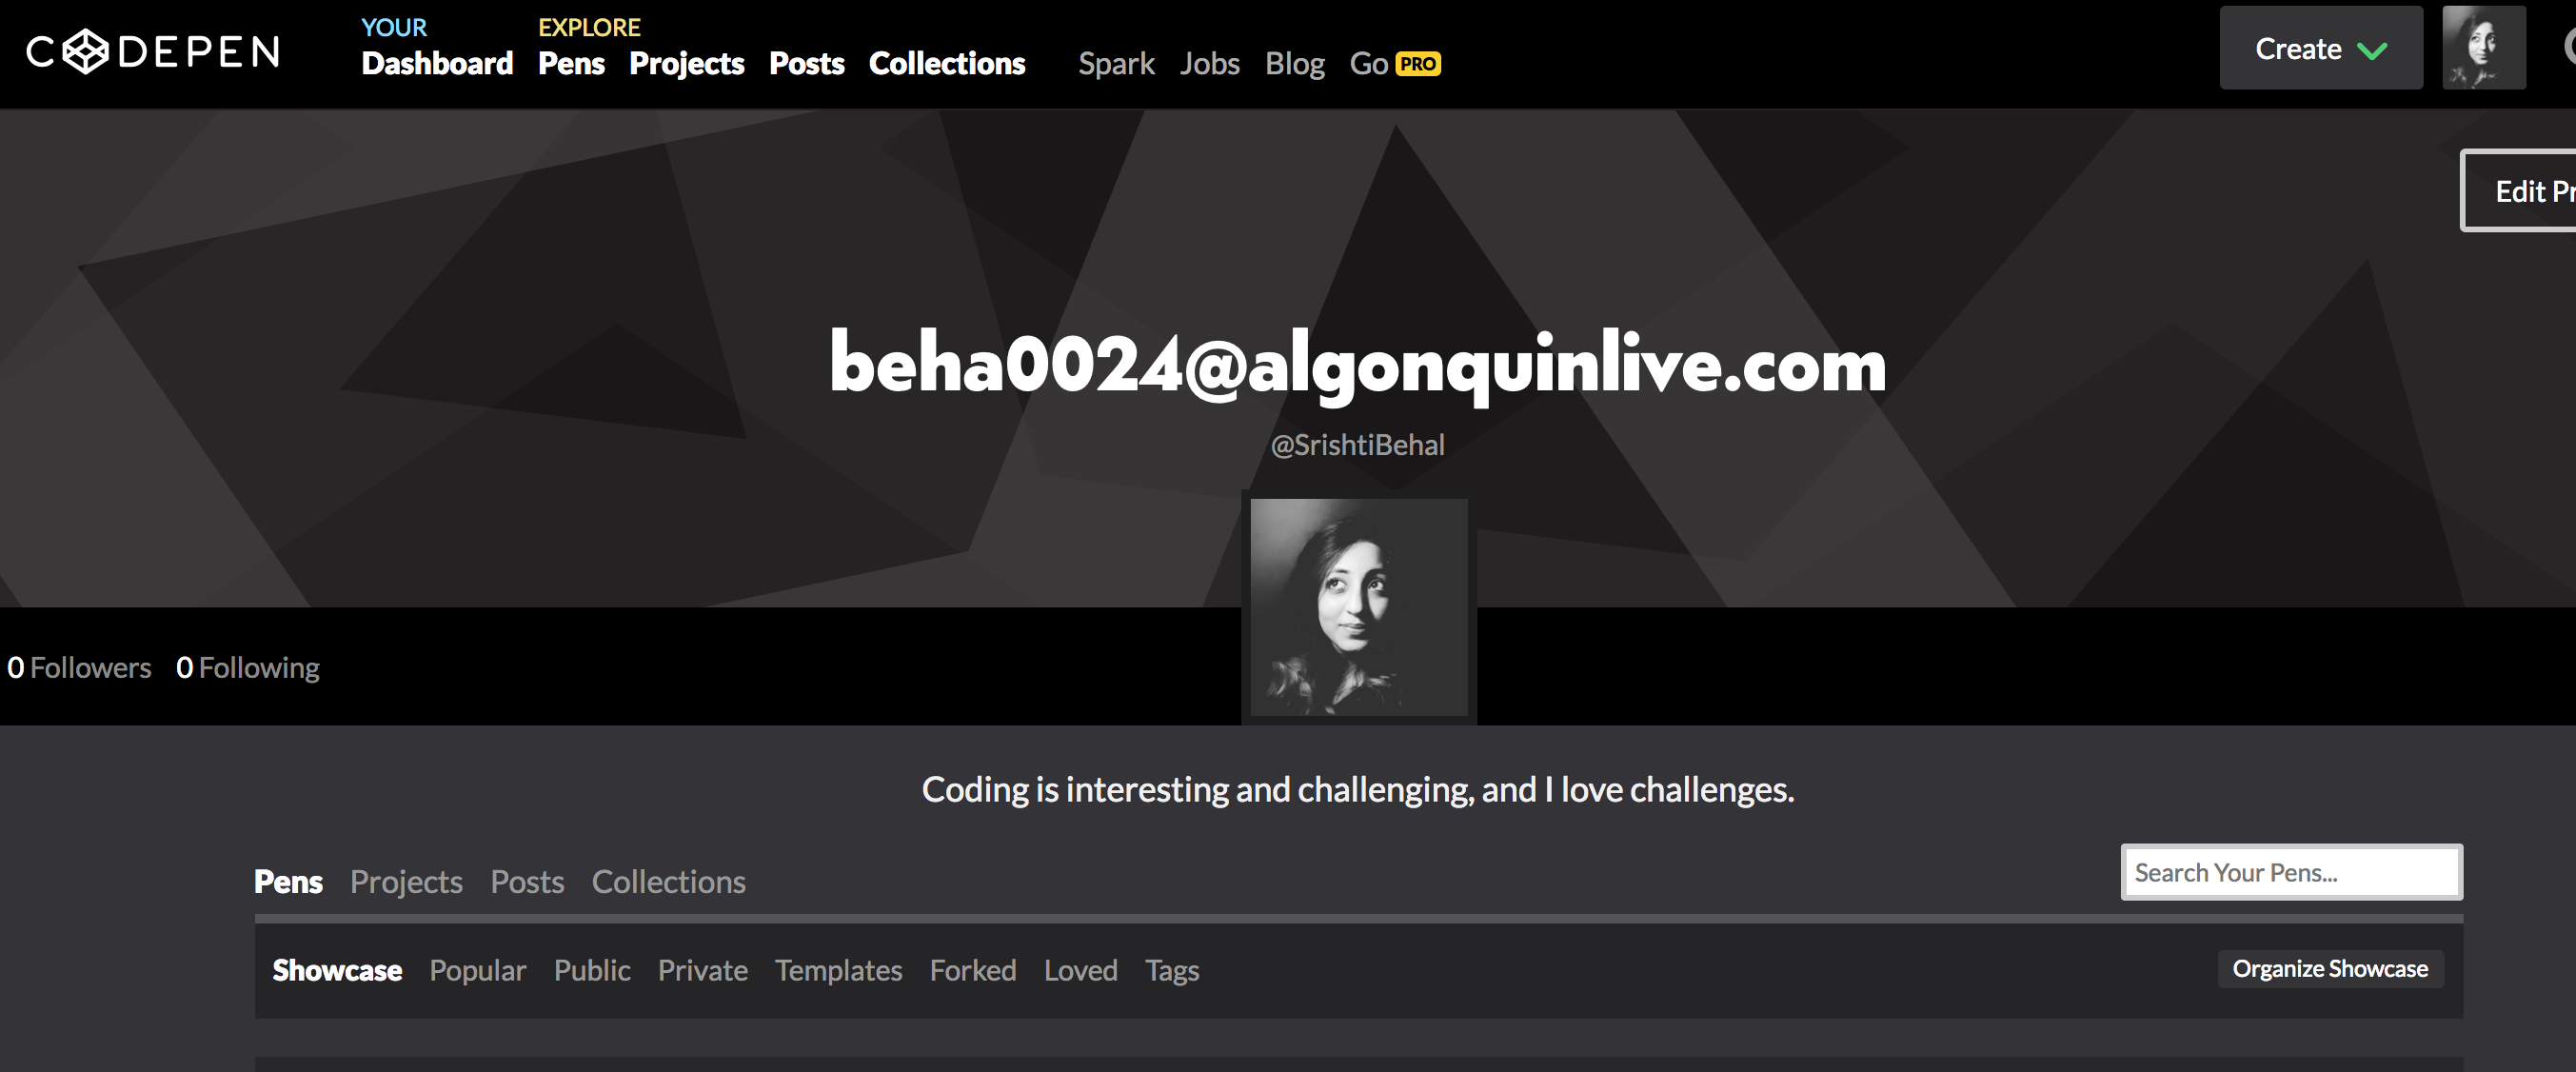 CODEPEN
YOUR
Dashboard
EXPLORE
Pens Projects Posts Collections
Spark Jobs Blog Go PRO
Create
Edit
beha0024@algonquinlive.com
@SrishtiBehal
0 Followers 0 Following
Coding is interesting and challenging, and I love challenges.
Pens Projects Posts Collections
Search Your Pens...
Showcase Popular Public Private Templates Forked Loved Tags
Organize Showcase